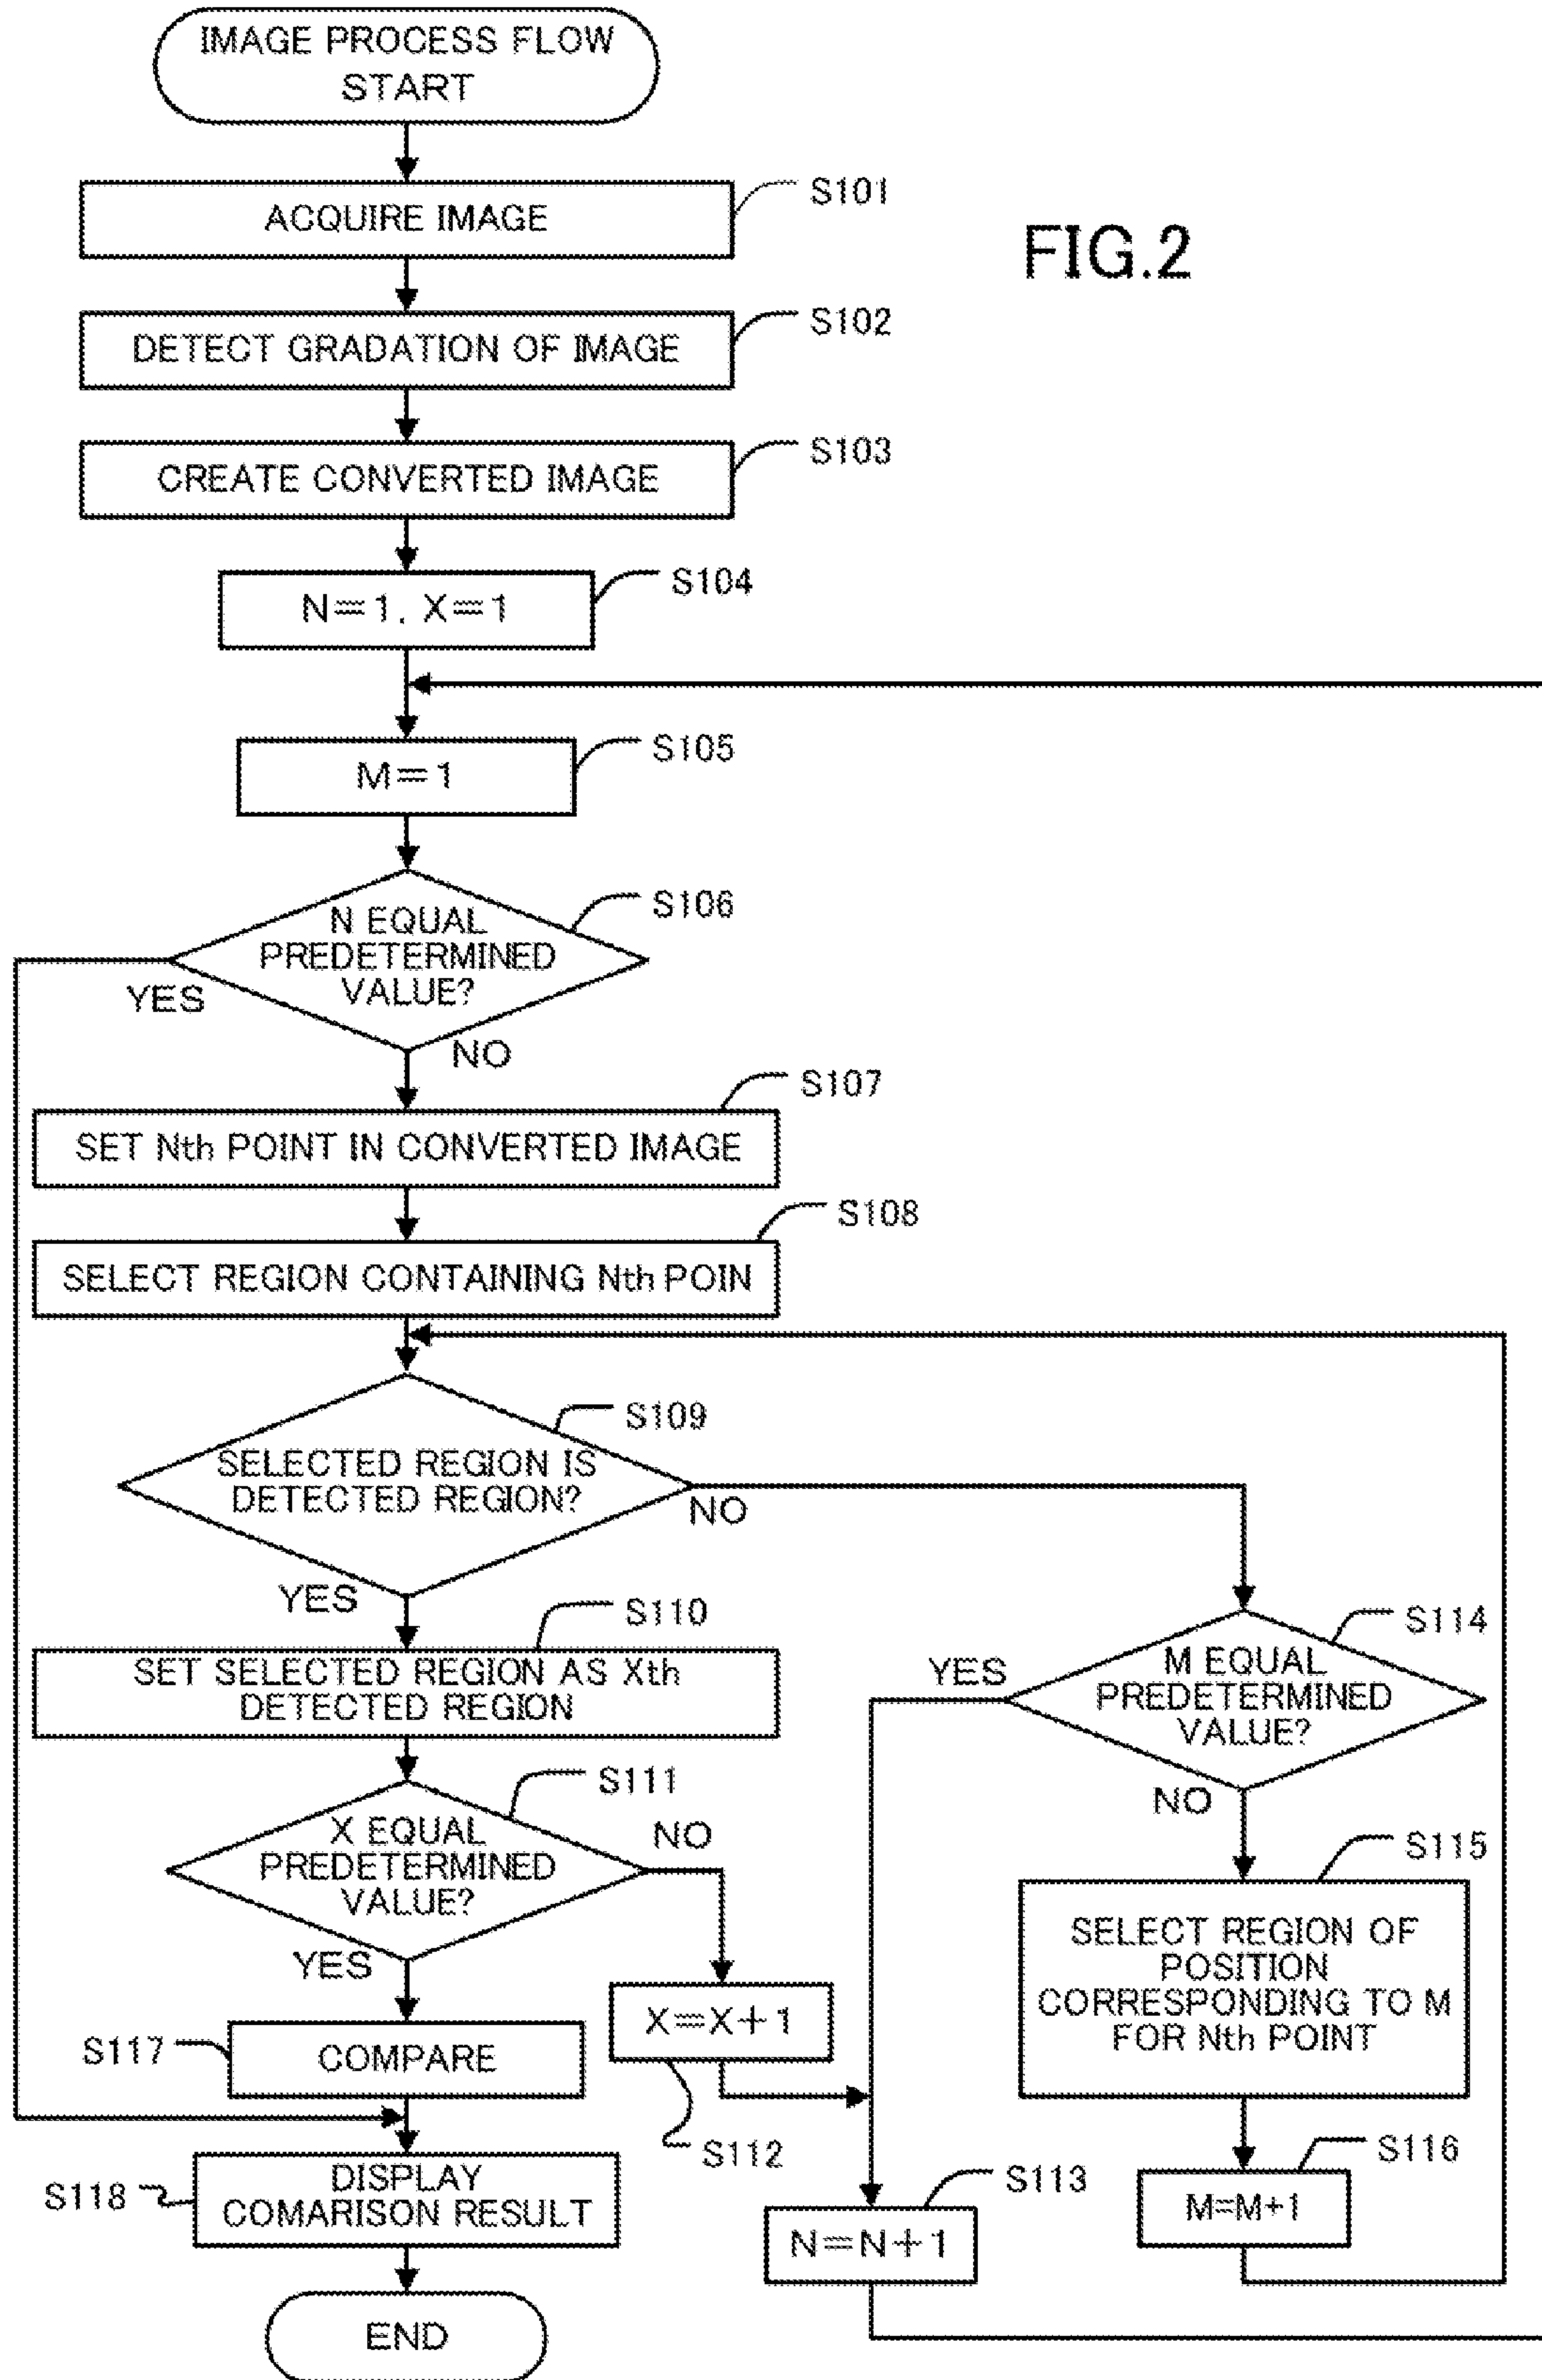 IMAGE PROCESS FLOW
START
S101
ACQUIRE IMAGE
FIG.2
S102
DETECT GRADATION OF IMAGE
S103
CREATE CONVERTED IMAGE
S104
N=1, X=1
S105
M=1
S106
N EQUAL
PREDETERMINED
VALUE?
YES
NO
S107
SET Nth POINT IN CONVERTED IMAGE
S108
SELECT REGION CONTAINING Nth POIN
S109
SELECTED REGION IS
DETECTED REGION?
NO
YES
S110
SET SELECTED REGION AS Xth
DETECTED REGION
S111
X EQUAL
PREDETERMINED
VALUE?
NO
YES
X=X+1
S112
S114
M EQUAL
PREDETERMINED
VALUE?
YES
NO
S115
SELECT REGION OF
POSITION
CORRESPONDING TO M
FOR Nth POINT
S116
M=M+1
S113
N=N+1
S117
COMPARE
S118
DISPLAY
COMARISON RESULT
END